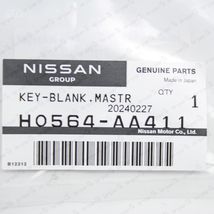 NISSAN
GROUP
GENUINE PARTS
Made in Japan
KEY-BLANK.MASTR
QTY
20240227
1
H0564-AA411
Nissan Motor Co., Ltd.
B12213